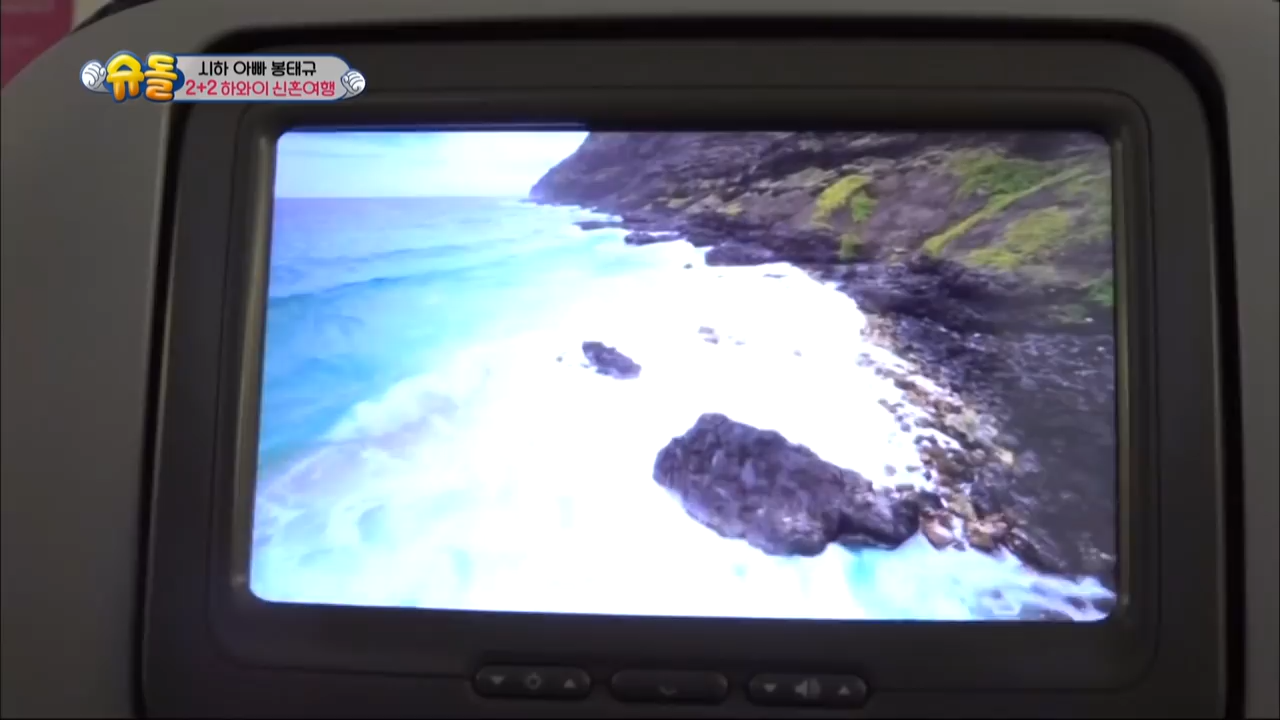 슈돌
시하 아빠 봉태규
2+2 하와이 신혼여행